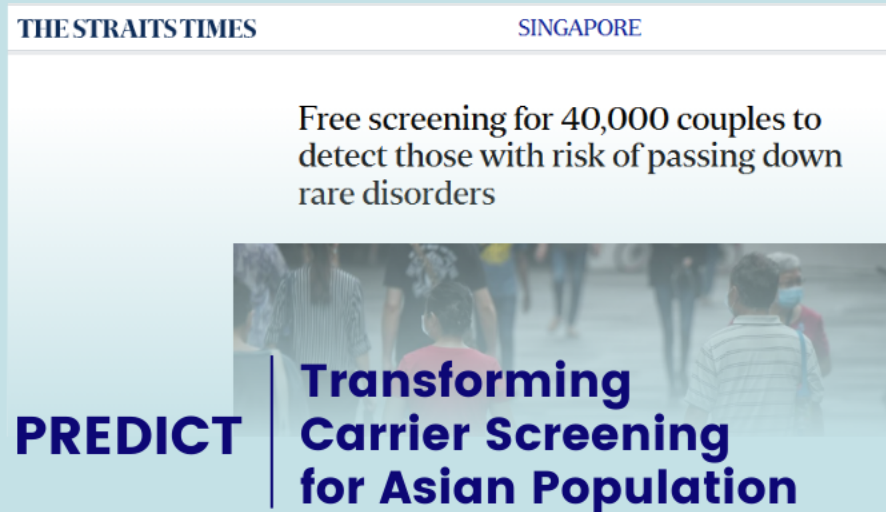 THE STRAITS TIMES
SINGAPORE
Free screening for 40,000 couples to
detect those with risk of passing down
rare disorders
PREDICT
Transforming
Carrier Screening
for Asian Population